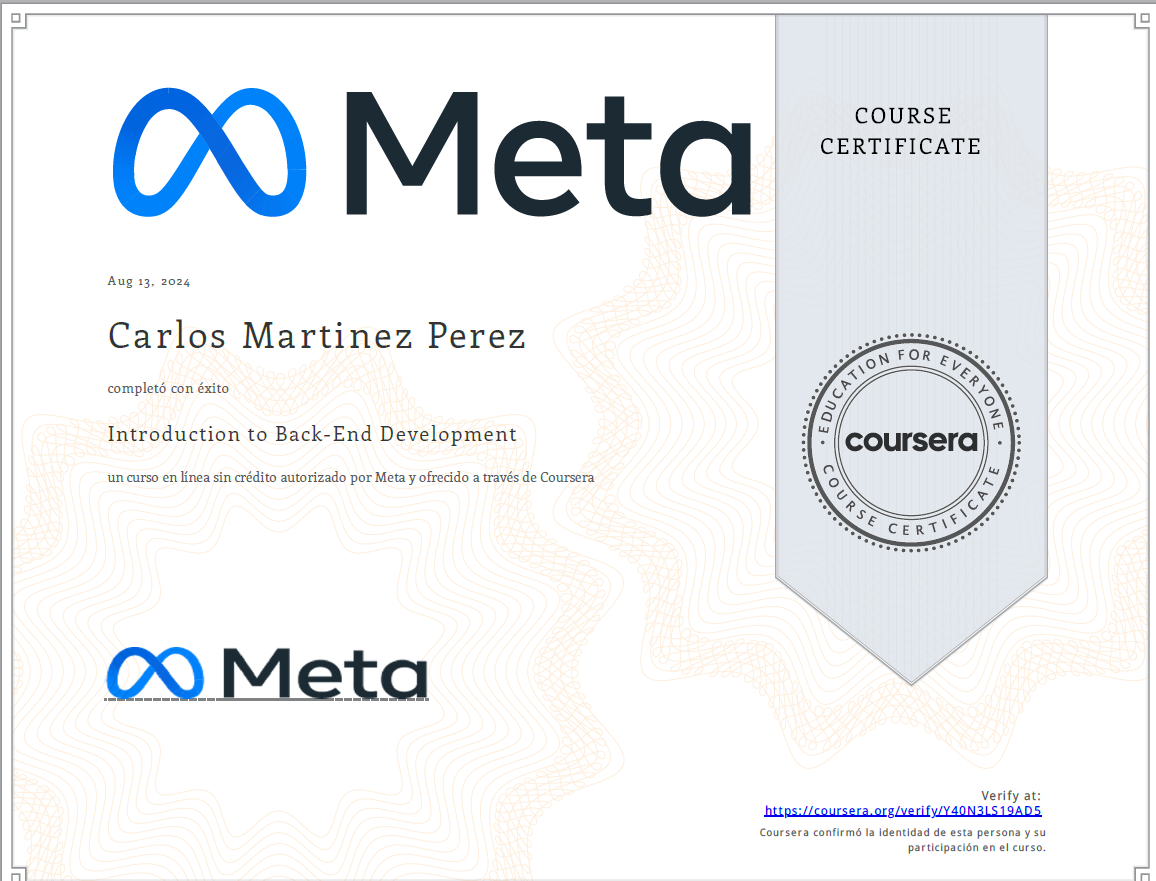 Meta
COURSE
CERTIFICATE
Aug 13, 2024
Carlos Martinez Perez
completó con éxito
Introduction to Back-End Development
un curso en línea sin crédito autorizado por Meta y ofrecido a través de Coursera
EDUCATION FOR EVERYONE
coursera
COURSE CERTIFICATE
Meta
Verify at:
https://coursera.org/verify/Y40N3LS19AD5
Coursera confirmó la identidad de esta persona y su
participación en el curso.